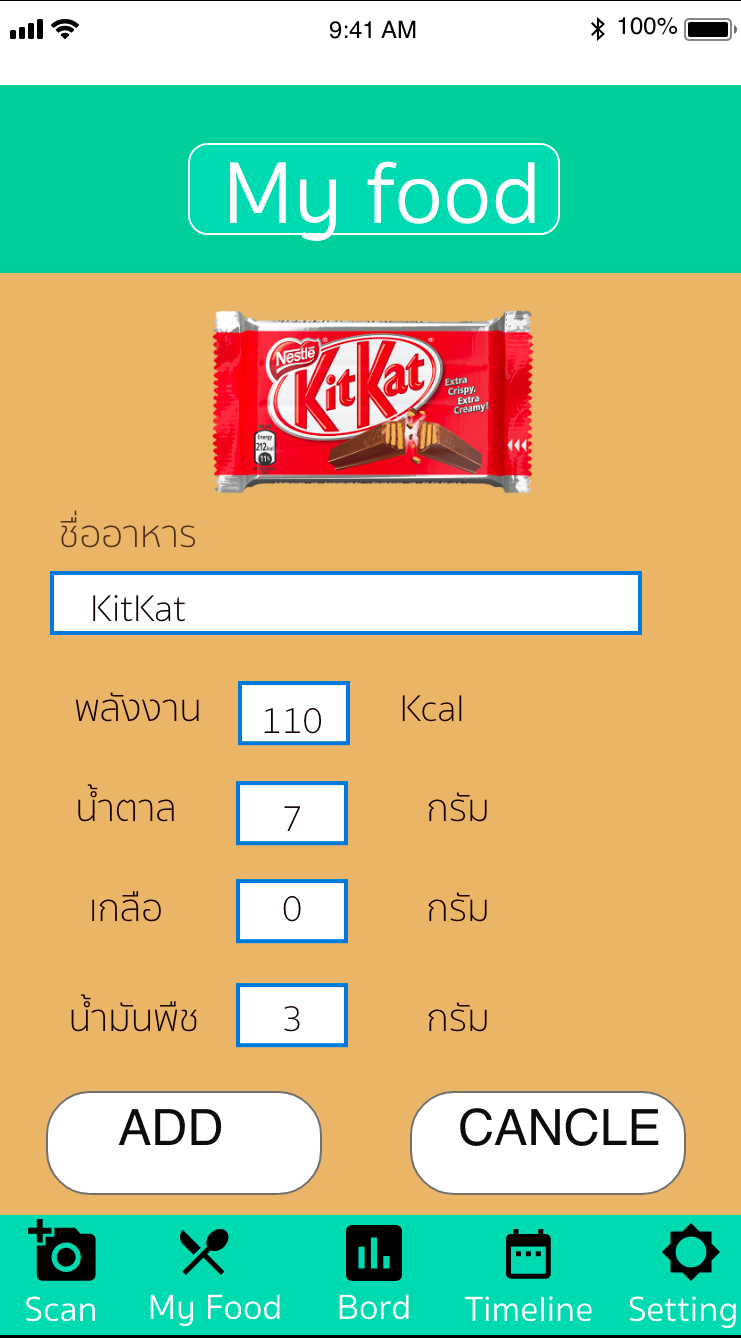 9:41 AM 100%
My food
Nestlé
KitKat
Extra
Crispy,
Extra
Creamy!
Energy
212kcal
11%
ชื่ออาหาร
KitKat
พลังงาน 110 Kcal
น้ำตาล 7 กรัม
เกลือ 0 กรัม
น้ำมันพืช 3 กรัม
ADD CANCLE
Scan My Food Bord Timeline Setting